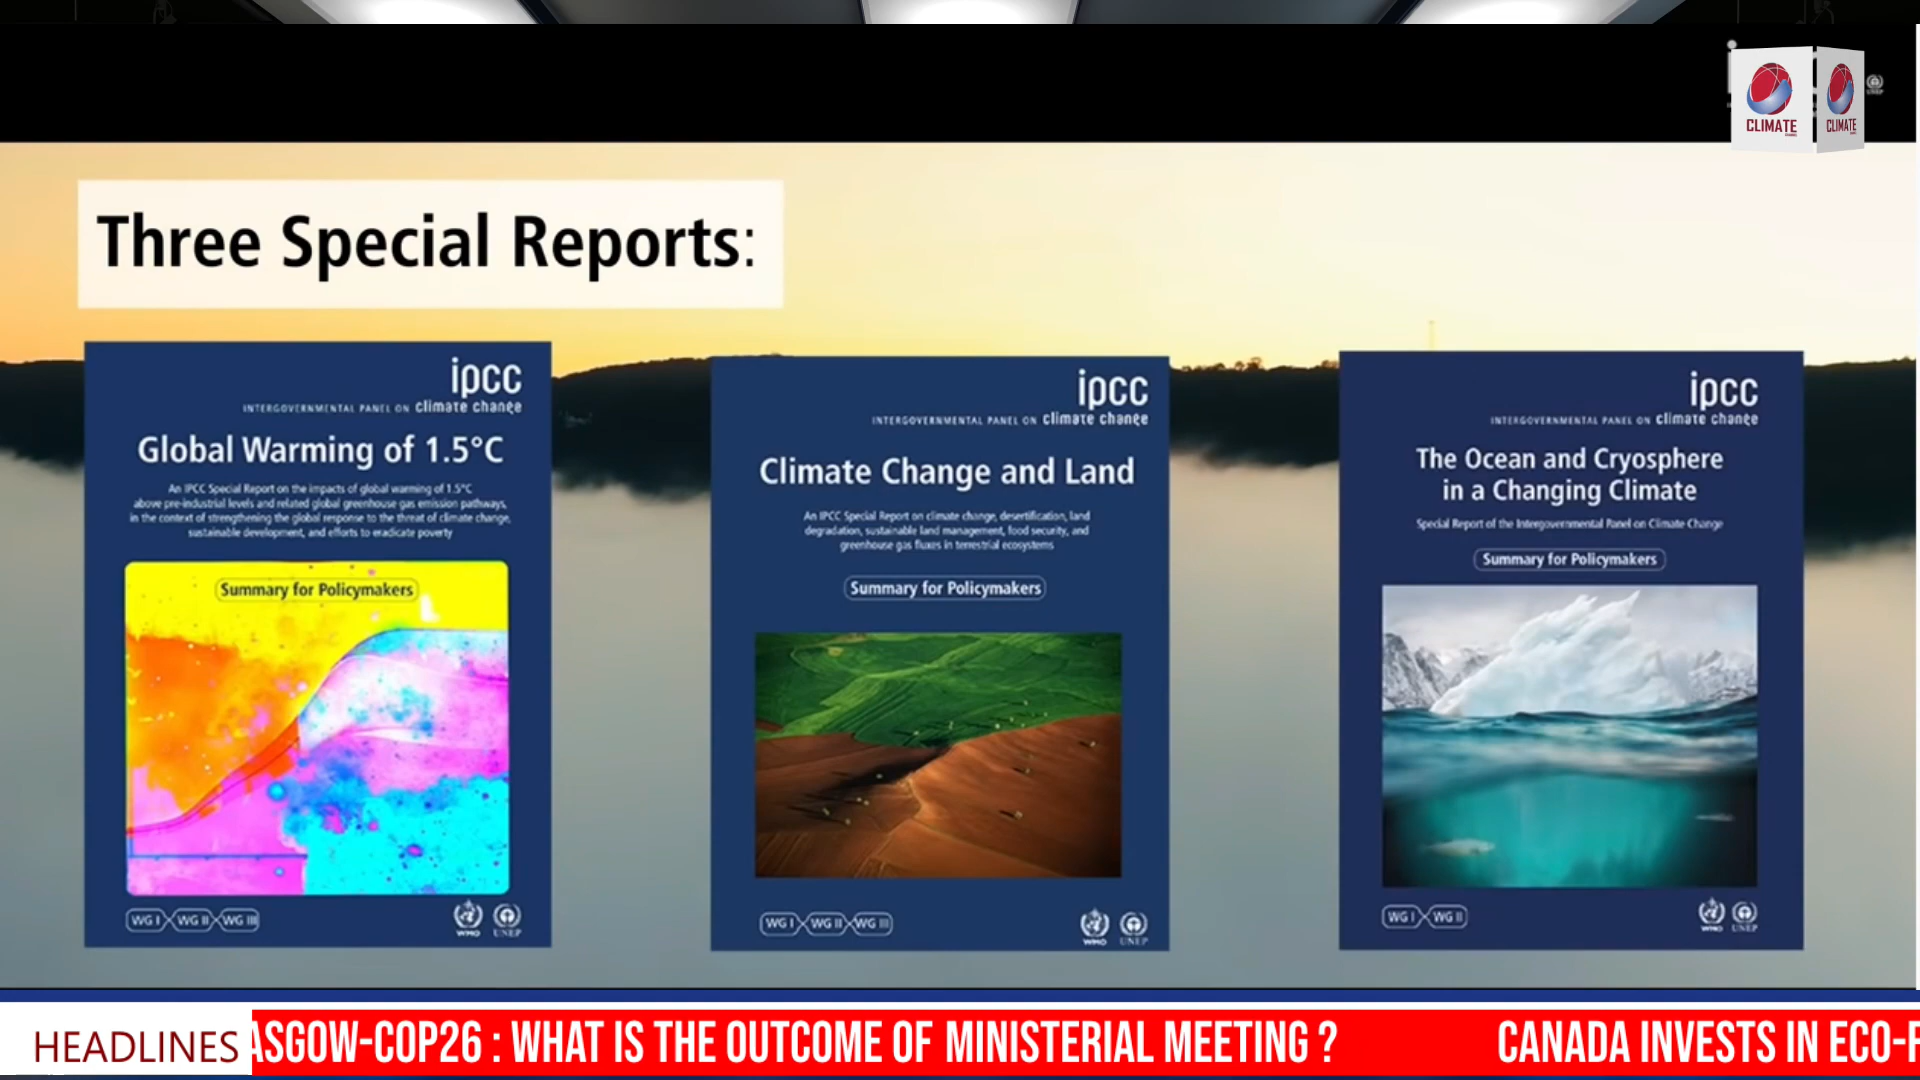 CLIMATE
CLIMATE
UNEP
Three Special Reports:
ipcc
INTERGOVERNMENTAL PANEL ON climate change
Global Warming of 1.5°C
An IPCC Special Report on the impacts of global warming of 1.5°C
above pre-industrial levels and related global greenhouse gas emission pathways,
in the context of strengthening the global response to the threat of climate change,
sustainable development, and efforts to eradicate poverty
Summary for Policymakers
WG I WG II WG III
WMO UNEP
ipcc
INTERGOVERNMENTAL PANEL ON climate change
Climate Change and Land
An IPCC Special Report on climate change, desertification, land
degradation, sustainable land management, food security, and
greenhouse gas fluxes in terrestrial ecosystems
Summary for Policymakers
WG I WG II WG III
WMO UNEP
ipcc
INTERGOVERNMENTAL PANEL ON climate change
The Ocean and Cryosphere
in a Changing Climate
Special Report of the Intergovernmental Panel on Climate Change
Summary for Policymakers
WG I WG II
WMO UNEP
HEADLINES ASGOW-COP26 : WHAT IS THE OUTCOME OF MINISTERIAL MEETING ? CANADA INVESTS IN ECO-F